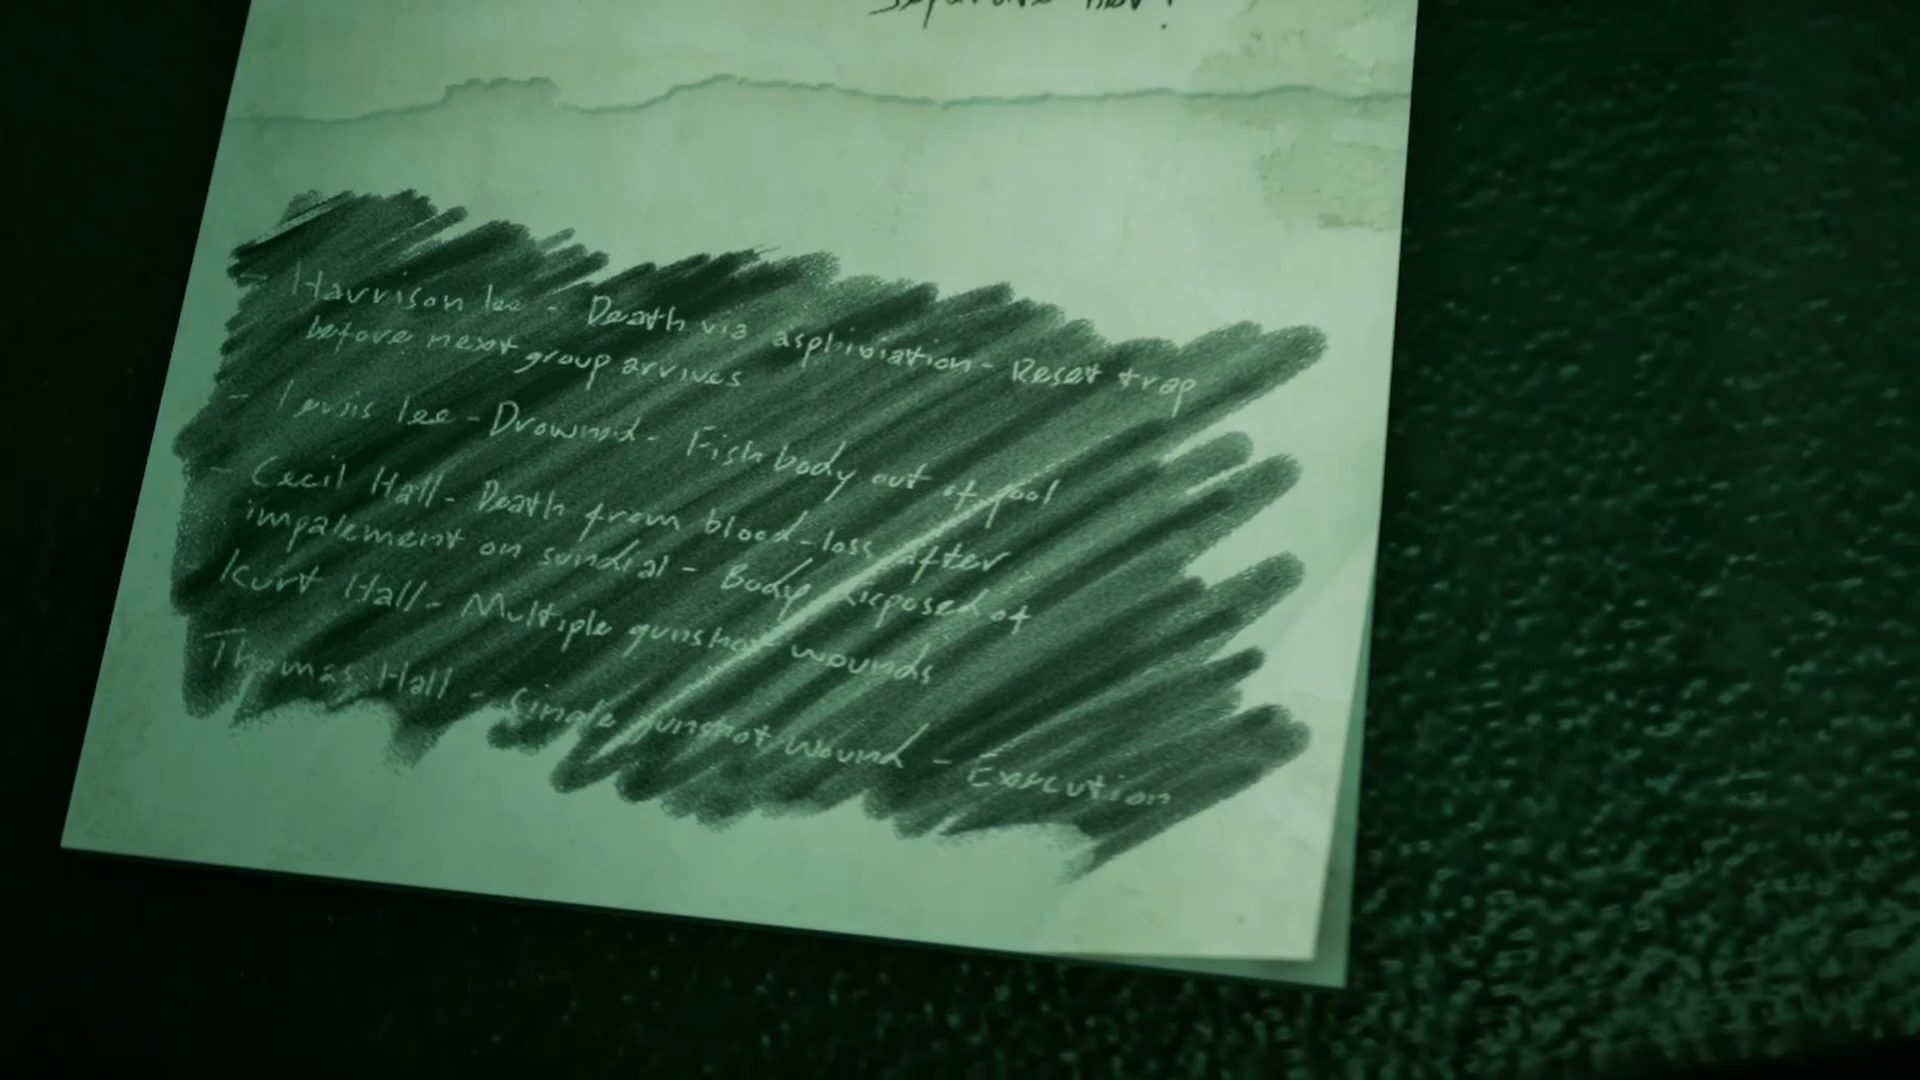 separate her?
- Harrison lee - Death via asphixiation - Reset trap
before next group arrives
- Lewis lee - Drowned - Fish body out of pool
- Cecil Hall - Death from blood-loss after
impalement on sundial - Body disposed of
- Kurt Hall - Multiple gunshot wounds
Thomas Hall - Single gunshot wound - Execution